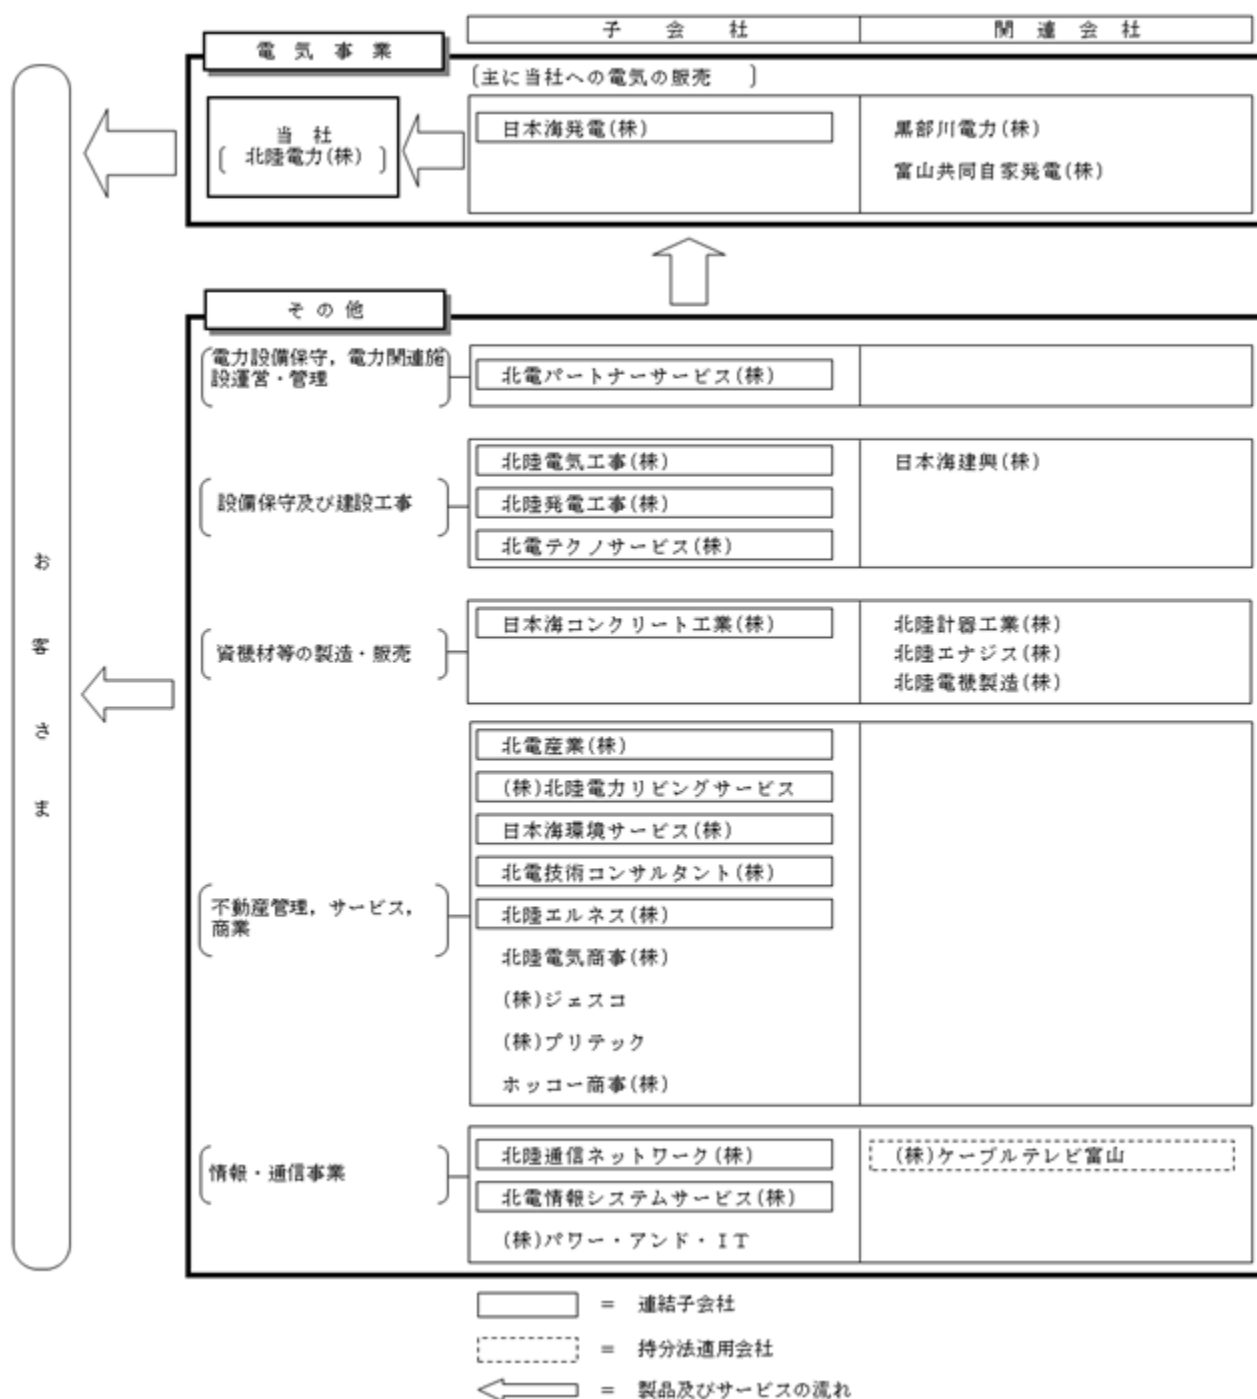 子会社 関連会社
電気事業
〔主に当社への電気の販売 〕
当社
〔 北陸電力(株) 〕
日本海発電(株)
黒部川電力(株)
富山共同自家発電(株)
その他
電力設備保守，電力関連施
設運営・管理
北電パートナーサービス(株)
設備保守及び建設工事
北陸電気工事(株)
北陸発電工事(株)
北電テクノサービス(株)
日本海建興(株)
資機材等の製造・販売
日本海コンクリート工業(株)
北陸計器工業(株)
北陸エナジス(株)
北陸電機製造(株)
不動産管理，サービス，
商業
北電産業(株)
(株)北陸電力リビングサービス
日本海環境サービス(株)
北電技術コンサルタント(株)
北陸エルネス(株)
北陸電気商事(株)
(株)ジェスコ
(株)プリテック
ホッコー商事(株)
情報・通信事業
北陸通信ネットワーク(株)
北電情報システムサービス(株)
(株)パワー・アンド・ＩＴ
(株)ケーブルテレビ富山
お客さま
= 連結子会社
= 持分法適用会社
= 製品及びサービスの流れ